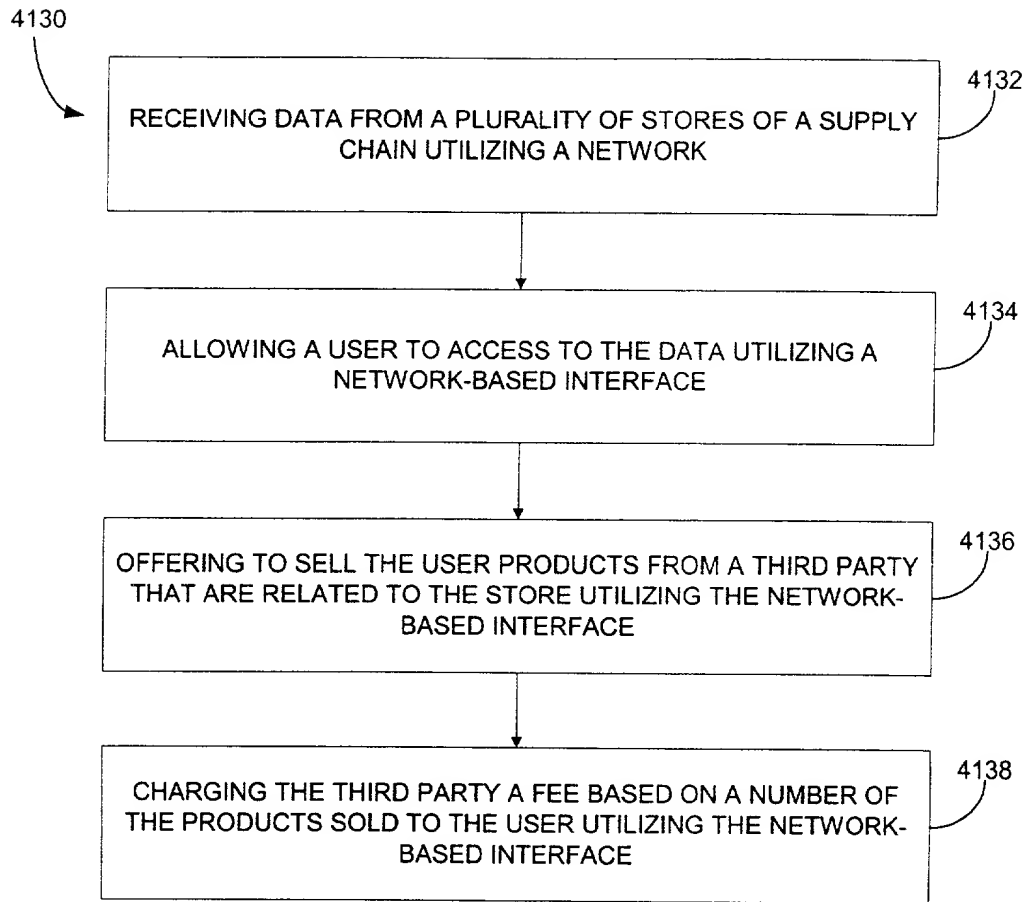 4130
RECEIVING DATA FROM A PLURALITY OF STORES OF A SUPPLY
CHAIN UTILIZING A NETWORK
4132
ALLOWING A USER TO ACCESS TO THE DATA UTILIZING A
NETWORK-BASED INTERFACE
4134
OFFERING TO SELL THE USER PRODUCTS FROM A THIRD PARTY
THAT ARE RELATED TO THE STORE UTILIZING THE NETWORK-
BASED INTERFACE
4136
CHARGING THE THIRD PARTY A FEE BASED ON A NUMBER OF
THE PRODUCTS SOLD TO THE USER UTILIZING THE NETWORK-
BASED INTERFACE
4138